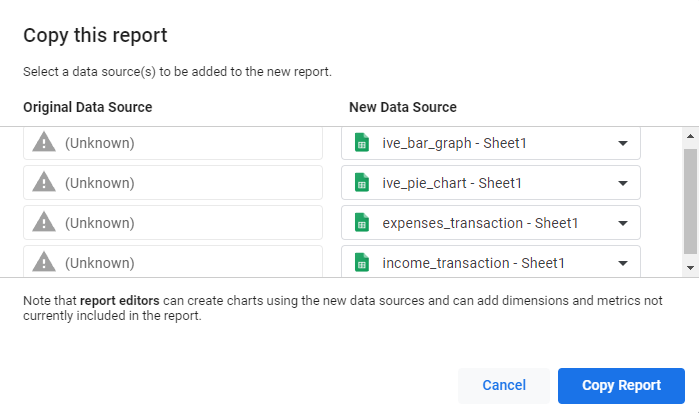 Copy this report
Select a data source(s) to be added to the new report.
Original Data Source New Data Source
(Unknown) ive_bar_graph - Sheet1
(Unknown) ive_pie_chart - Sheet1
(Unknown) expenses_transaction - Sheet1
(Unknown) income_transaction - Sheet1
Note that report editors can create charts using the new data sources and can add dimensions and metrics not
currently included in the report.
Cancel Copy Report